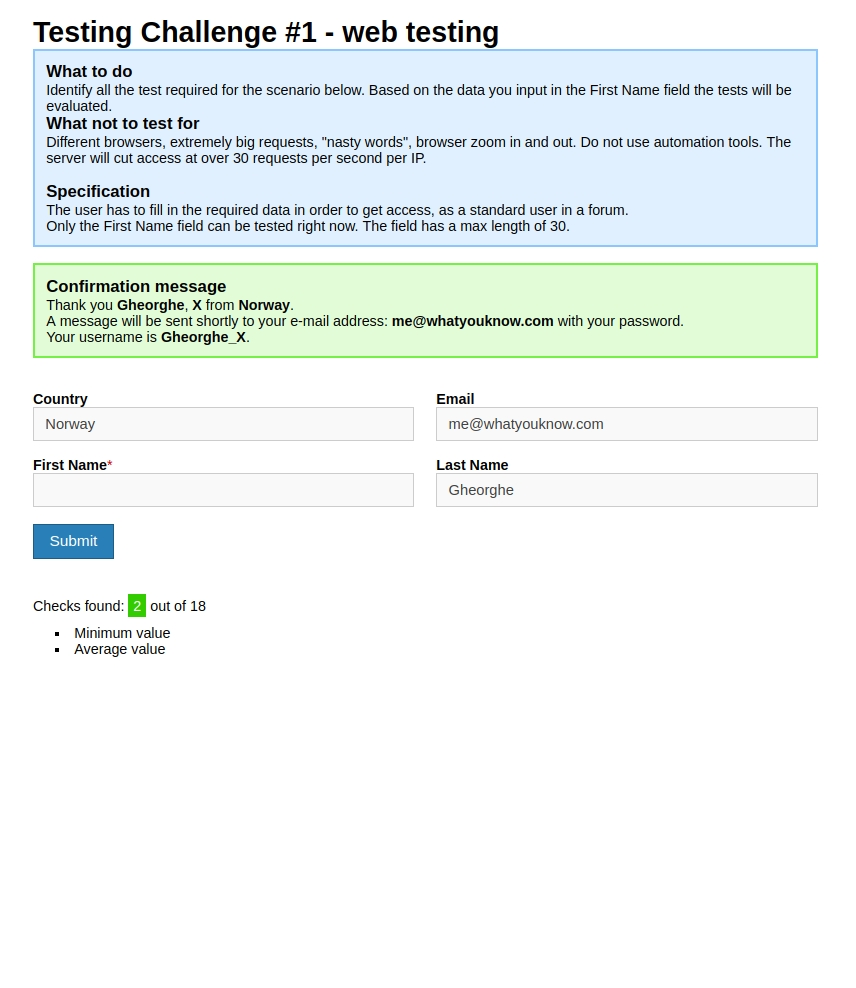 Testing Challenge #1 - web testing
What to do
Identify all the test required for the scenario below. Based on the data you input in the First Name field the tests will be
evaluated.
What not to test for
Different browsers, extremely big requests, "nasty words", browser zoom in and out. Do not use automation tools. The
server will cut access at over 30 requests per second per IP.
Specification
The user has to fill in the required data in order to get access, as a standard user in a forum.
Only the First Name field can be tested right now. The field has a max length of 30.
Confirmation message
Thank you Gheorghe, X from Norway.
A message will be sent shortly to your e-mail address: me@whatyouknow.com with your password.
Your username is Gheorghe_X.
Country Email
Norway me@whatyouknow.com
First Name* Last Name
Gheorghe
Submit
Checks found: 2 out of 18
Minimum value
Average value